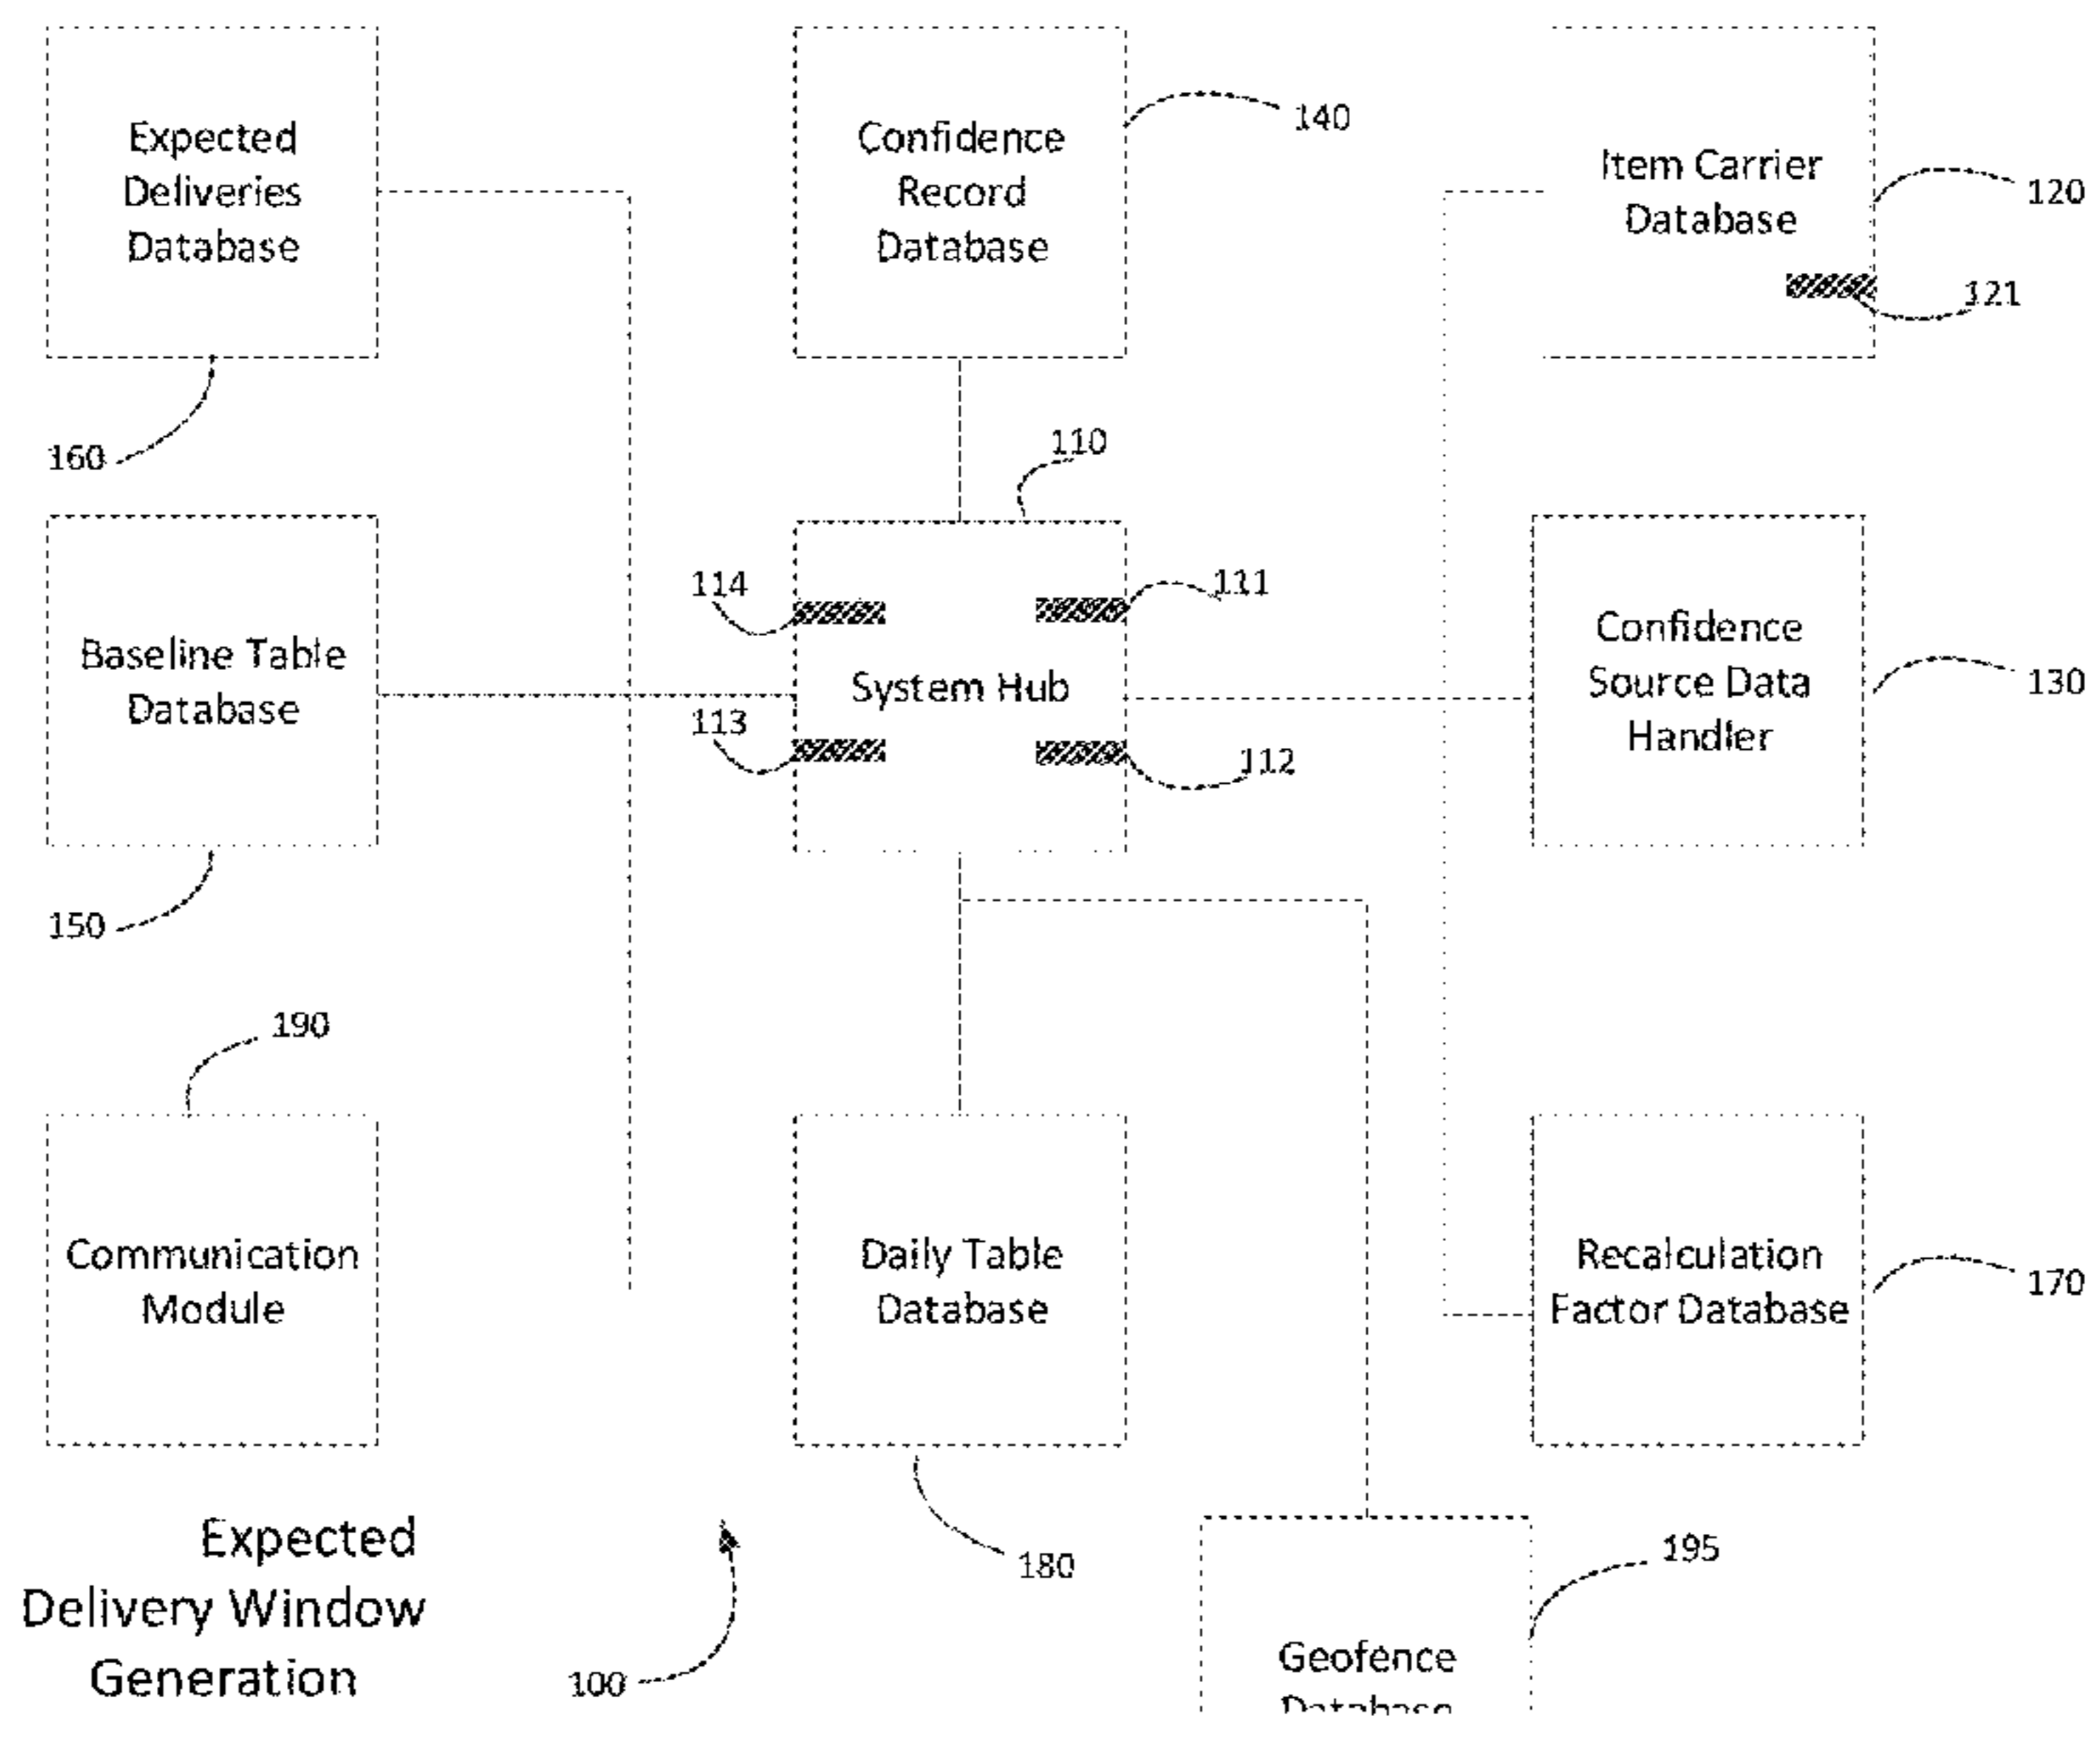 Expected
Deliveries
Database
160
Confidence
Record
Database
140
Item Carrier
Database
120
121
110
Baseline Table
Database
150
114
111
System Hub
113
112
Confidence
Source Data
Handler
130
190
Communication
Module
Daily Table
Database
180
Recalculation
Factor Database
170
Expected
Delivery Window
Generation
100
195
Geofence
Database